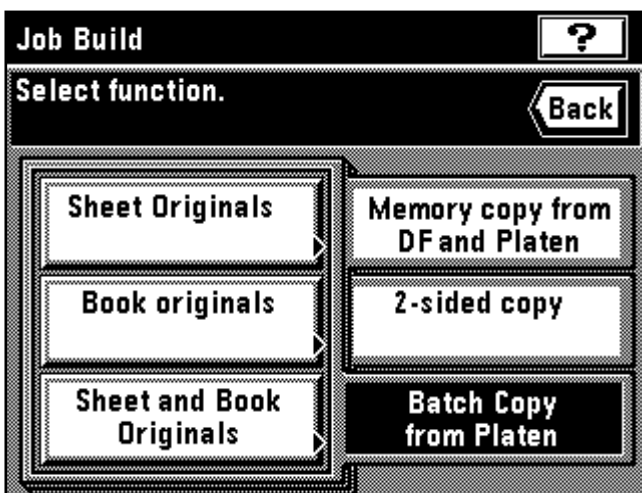 Job Build
?
Select function.
Back
Sheet Originals
Memory copy from
DF and Platen
Book originals
2-sided copy
Sheet and Book
Originals
Batch Copy
from Platen